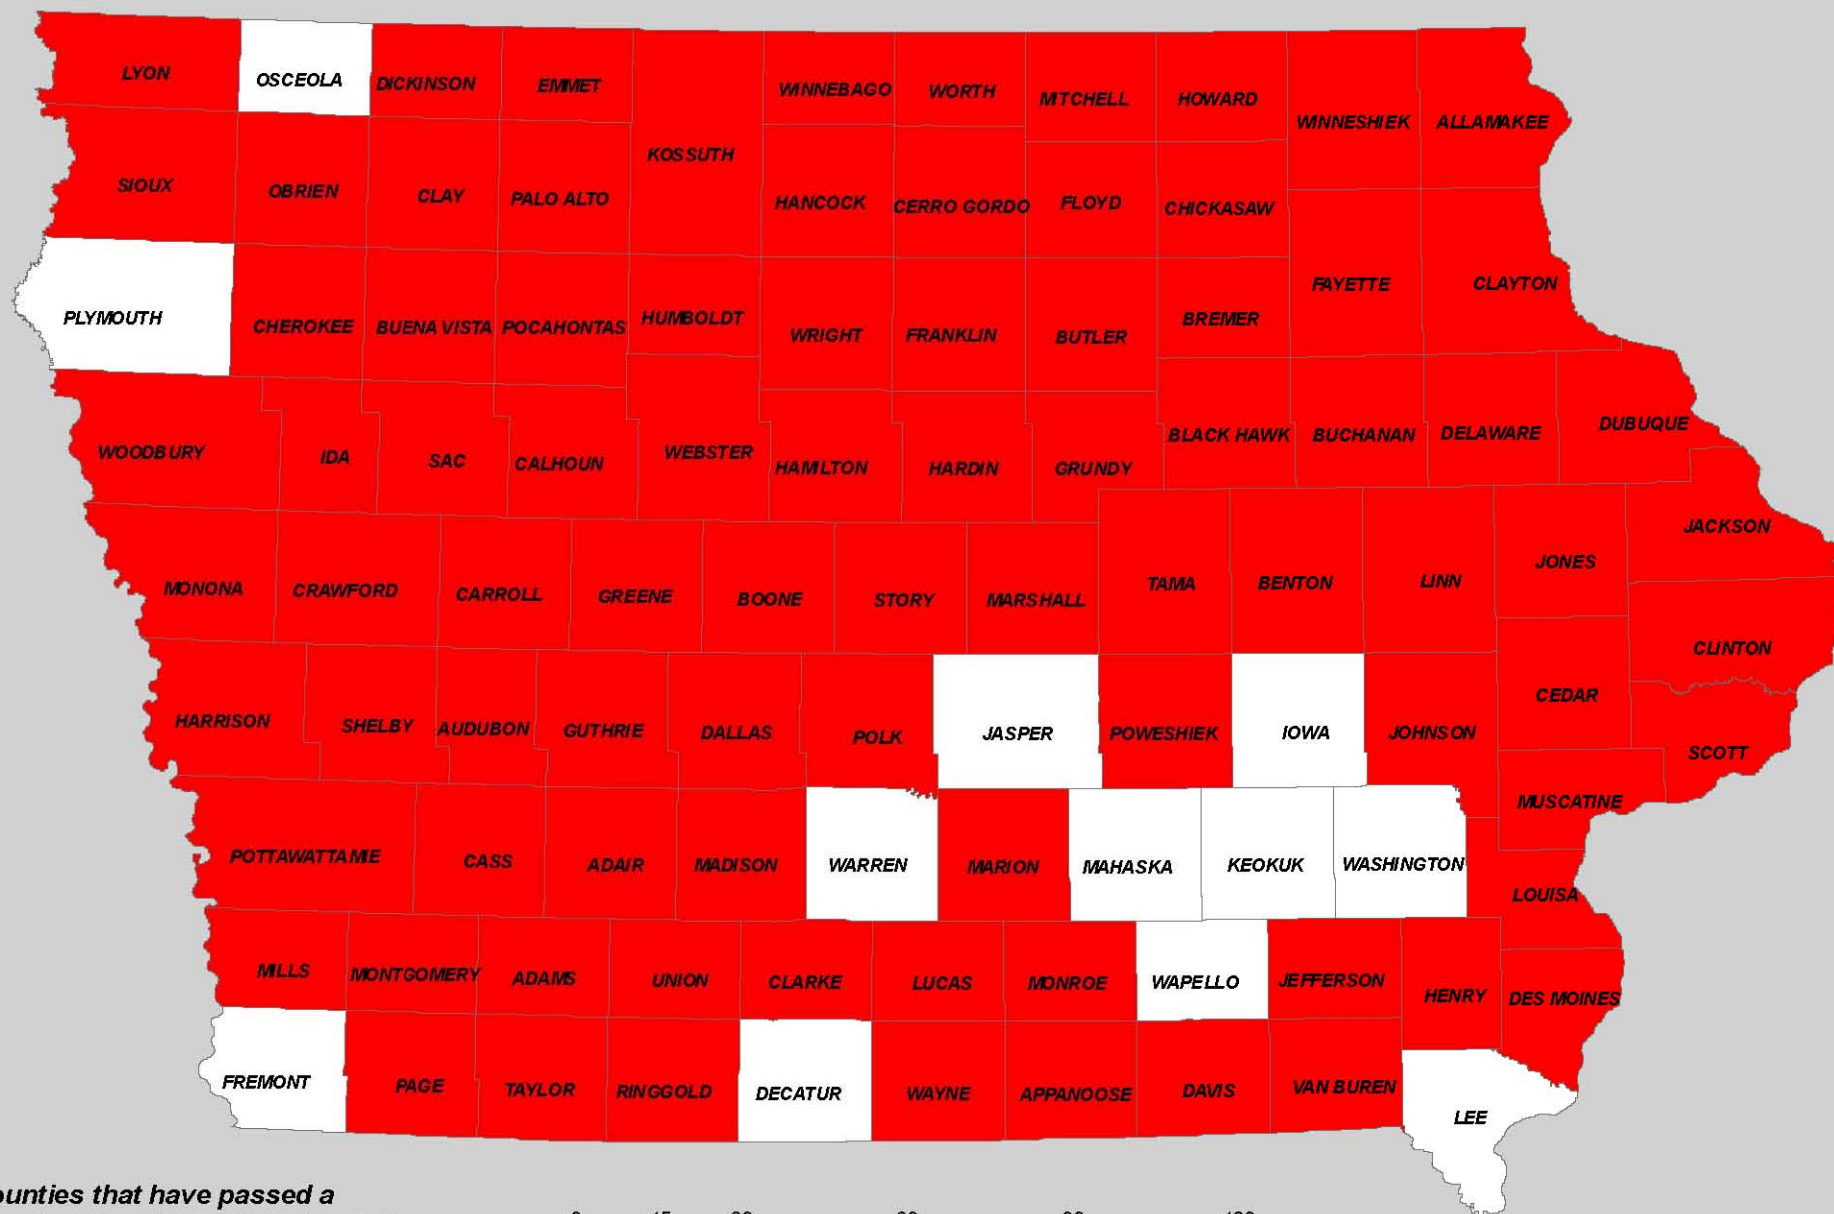 LYON OSCEOLA DICKINSON EMMET WINNEBAGO WORTH MITCHELL HOWARD
WINNESHIEK ALLAMAKEE
KOSSUTH
SIOUX OBRIEN CLAY PALO ALTO HANCOCK CERRO GORDO FLOYD CHICKASAW
FAYETTE CLAYTON
PLYMOUTH CHEROKEE BUENA VISTA POCAHONTAS HUMBOLDT WRIGHT FRANKLIN BUTLER BREMER
WOODBURY IDA SAC CALHOUN WEBSTER HAMILTON HARDIN GRUNDY BLACK HAWK BUCHANAN DELAWARE DUBUQUE
JACKSON
MONONA CRAWFORD CARROLL GREENE BOONE STORY MARSHALL TAMA BENTON LINN JONES
CLINTON
HARRISON SHELBY AUDUBON GUTHRIE DALLAS POLK JASPER POWESHIEK IOWA JOHNSON CEDAR
SCOTT
MUSCATINE
POTTAWATTAMIE CASS ADAIR MADISON WARREN MARION MAHASKA KEOKUK WASHINGTON
LOUISA
MILLS MONTGOMERY ADAMS UNION CLARKE LUCAS MONROE WAPELLO JEFFERSON HENRY DES MOINES
FREMONT PAGE TAYLOR RINGGOLD DECATUR WAYNE APPANOOSE DAVIS VAN BUREN
LEE
ounties that have passed a